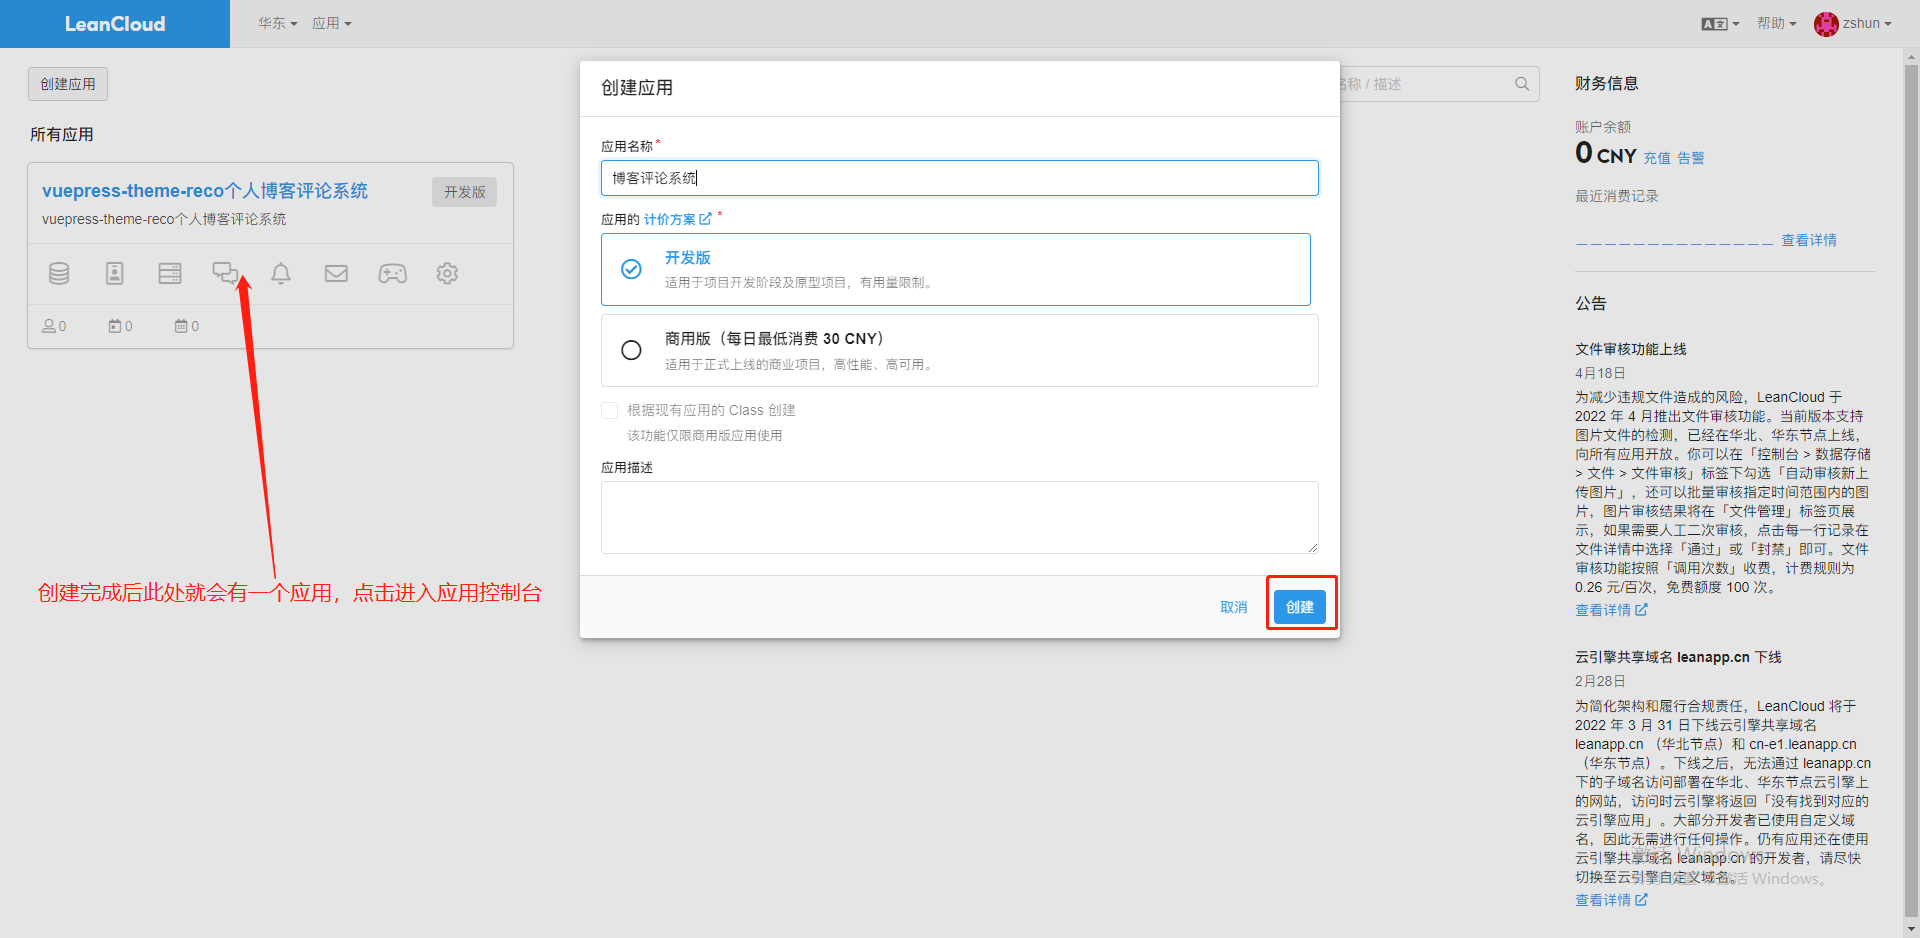 LeanCloud
华东 应用
A文 帮助 zshun
创建应用
所有应用
vuepress-theme-reco个人博客评论系统
开发版
vuepress-theme-reco个人博客评论系统
0 0 0
创建完成后此处就会有一个应用，点击进入应用控制台
创建应用
应用名称*
博客评论系统
应用的 计价方案 *
开发版
适用于项目开发阶段及原型项目，有用量限制。
商用版（每日最低消费 30 CNY）
适用于正式上线的商业项目，高性能、高可用。
根据现有应用的 Class 创建
该功能仅限商用版应用使用
应用描述
取消 创建
名称 / 描述
财务信息
账户余额
0 CNY 充值 告警
最近消费记录
查看详情
公告
文件审核功能上线
4月18日
为减少违规文件造成的风险，LeanCloud 于
2022 年 4 月推出文件审核功能。当前版本支持
图片文件的检测，已经在华北、华东节点上线，
向所有应用开放。你可以在「控制台 > 数据存储
> 文件 > 文件审核」标签下勾选「自动审核新上
传图片」，还可以批量审核指定时间范围内的图
片，图片审核结果将在「文件管理」标签页展
示，如果需要人工二次审核，点击每一行记录在
文件详情中选择「通过」或「封禁」即可。文件
审核功能按照「调用次数」收费，计费规则为
0.26 元/百次，免费额度 100 次。
查看详情
云引擎共享域名 leanapp.cn 下线
2月28日
为简化架构和履行合规责任，LeanCloud 将于
2022 年 3 月 31 日下线云引擎共享域名
leanapp.cn （华北节点）和 cn-e1.leanapp.cn
（华东节点）。下线之后，无法通过 leanapp.cn
下的子域名访问部署在华北、华东节点云引擎上
的网站，访问时云引擎将返回「没有找到对应的
云引擎应用」。大部分开发者已使用自定义域
名，因此无需进行任何操作。仍有应用还在使用
云引擎共享域名 leanapp.cn 的开发者，请尽快
切换至云引擎自定义域名。
激活 Windows
激活 Windows。
查看详情